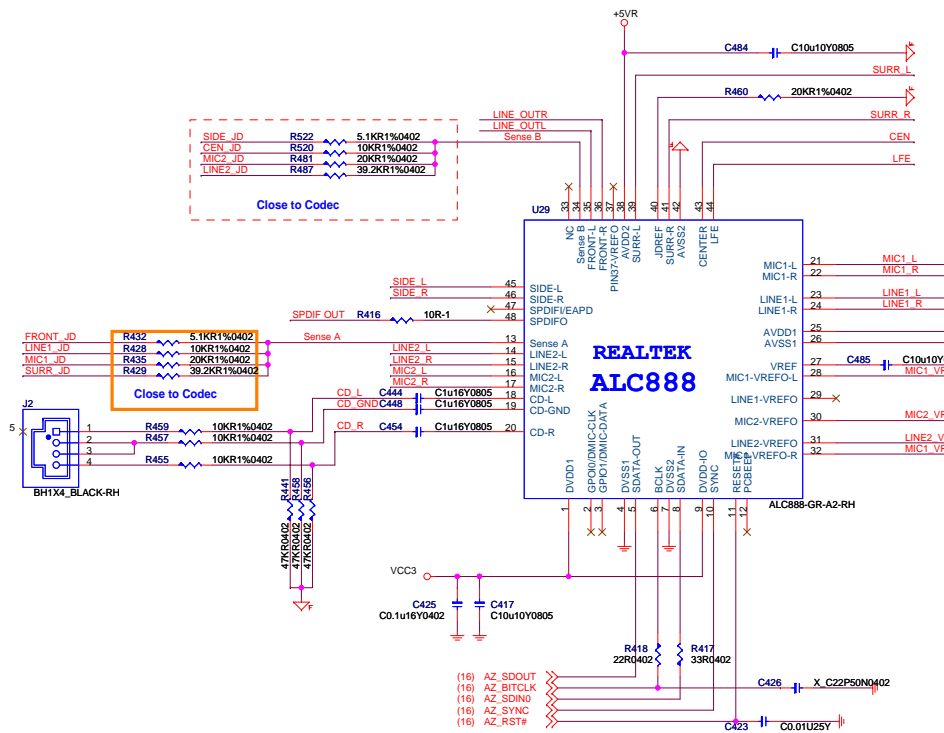 +5VR
C484 C10u10Y0805
SURR_L
R460 20KR1%0402
LINE_OUTR
SURR_R
LINE_OUTL
SIDE_JD R522 5.1KR1%0402 Sense B
CEN
CEN_JD R520 10KR1%0402
MIC2_JD R481 20KR1%0402
LFE
LINE2_JD R487 39.2KR1%0402
Close to Codec
U29
33 34 35 36 37 38 39 40 41 42 43 44
NC
Sense B
FRONT-L
FRONT-R
PIN37-VREFO
AVDD2
SURR-L
JDREF
SURR-R
AVSS2
CENTER
LFE
MIC1-L 21 MIC1_L
MIC1-R 22 MIC1_R
SIDE_L 45 SIDE-L
SIDE_R 46 SIDE-R
LINE1-L 23 LINE1_L
LINE1-R 24 LINE1_R
47 SPDIFI/EAPD
SPDIF OUT R416 10R-1 48 SPDIFO
AVDD1 25
AVSS1 26
FRONT_JD R432 5.1KR1%0402 Sense A 13 Sense A
LINE1_JD R428 10KR1%0402 LINE2_L 14 LINE2-L
MIC1_JD R435 20KR1%0402 LINE2_R 15 LINE2-R
SURR_JD R429 39.2KR1%0402 MIC2_L 16 MIC2-L
MIC2_R 17 MIC2-R
REALTEK
ALC888
VREF 27 C485 C10u10Y0
MIC1-VREFO-L 28 MIC1_VR
Close to Codec
CD_L C444 C1u16Y0805 18 CD-L
CD_GND C448 C1u16Y0805 19 CD-GND
LINE1-VREFO 29
J2
MIC2-VREFO 30 MIC2_V
5
1 R459 10KR1%0402
CD_R C454 C1u16Y0805 20 CD-R
2 R457 10KR1%0402
LINE2-VREFO 31 LINE2_V
3
MIC1-VREFO-R 32 MIC1_V
4 R455 10KR1%0402
BH1X4_BLACK-RH
R441 R458 R456
47KR0402 47KR0402 47KR0402
DVDD1
GPOI0/DMIC-CLK
GPIO1/DMIC-DATA
DVSS1
SDATA-OUT
BCLK
DVSS2
SDATA-IN
DVDD-IO
SYNC
RESET#
PCBEEP
1 2 3 4 5 6 7 8 9 10 11 12
ALC888-GR-A2-RH
VCC3
C425 C417
C0.1u16Y0402 C10u10Y0805
R418 R417
22R0402 33R0402
(16) AZ_SDOUT
(16) AZ_BITCLK C426 X_C22P50N0402
(16) AZ_SDIN0
(16) AZ_SYNC
(16) AZ_RST# C423 C0.01U25Y